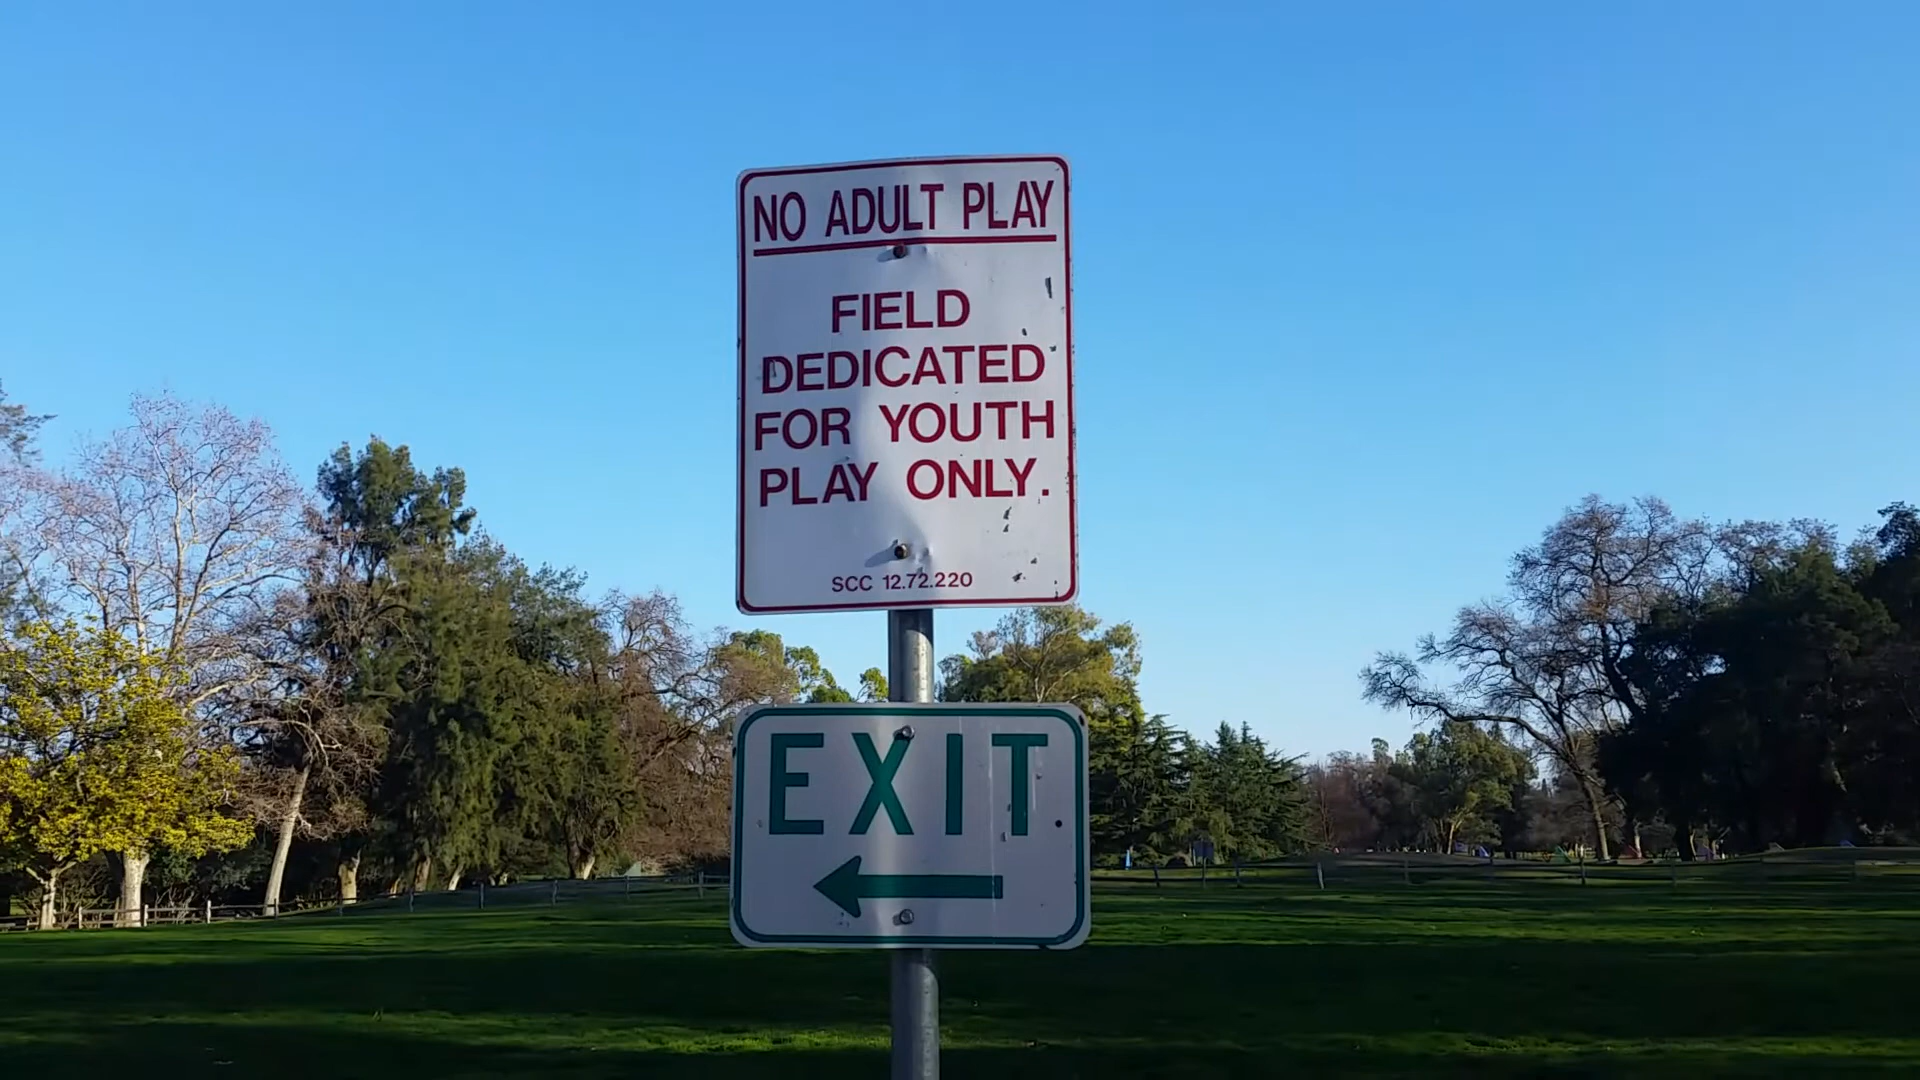 NO ADULT PLAY
FIELD
DEDICATED
FOR YOUTH
PLAY ONLY.
SCC 12.72.220
EXIT